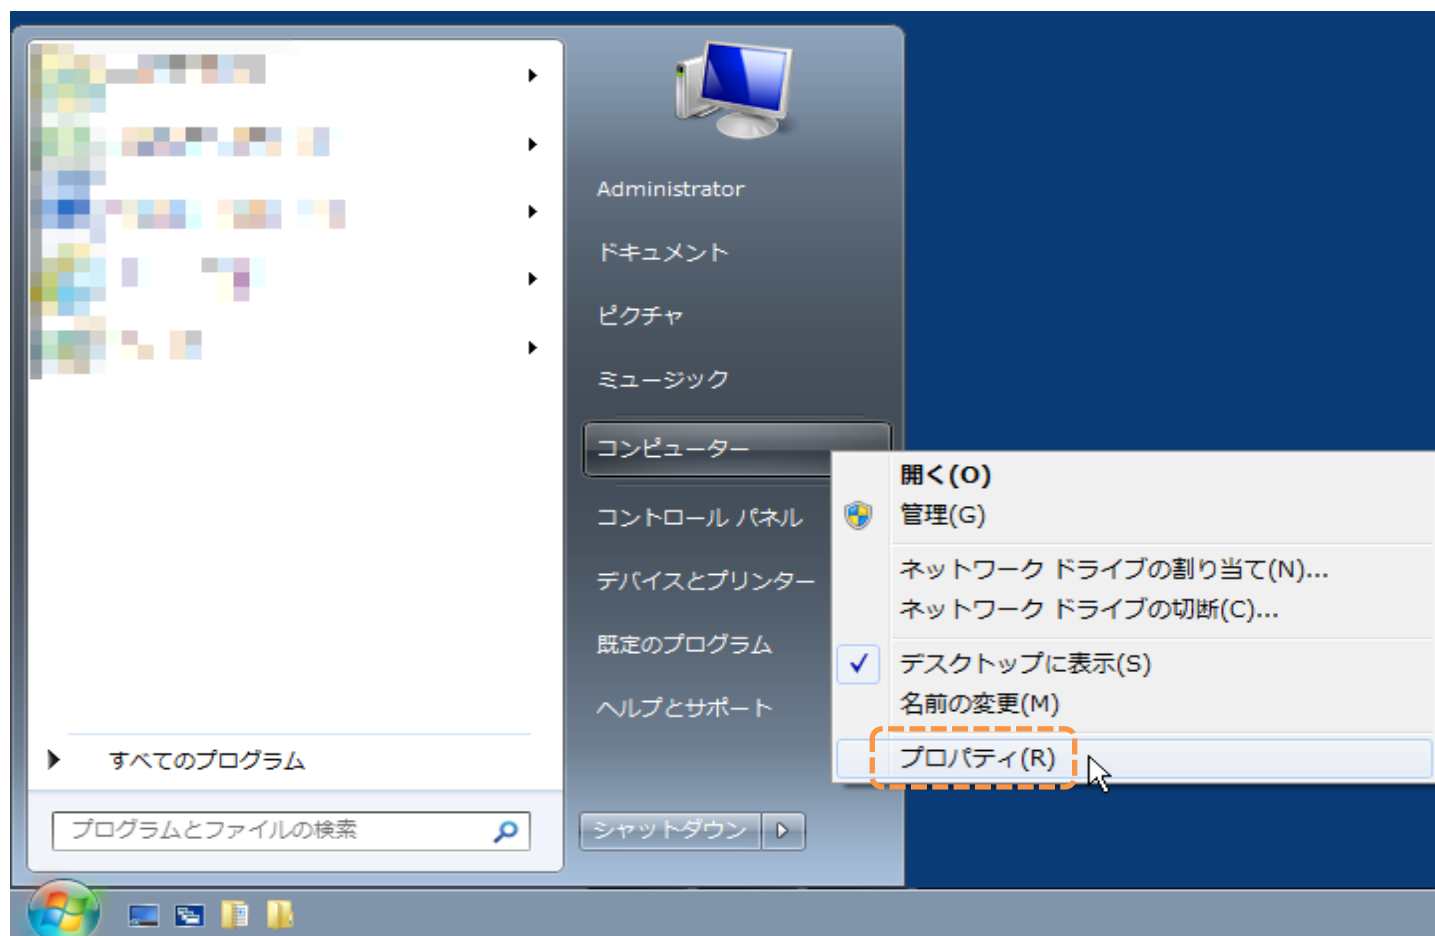 Administrator
ドキュメント
ピクチャ
ミュージック
コンピューター
コントロール パネル
デバイスとプリンター
既定のプログラム
ヘルプとサポート
開く(O)
管理(G)
ネットワーク ドライブの割り当て(N)...
ネットワーク ドライブの切断(C)...
デスクトップに表示(S)
名前の変更(M)
プロパティ(R)
すべてのプログラム
プログラムとファイルの検索
シャットダウン